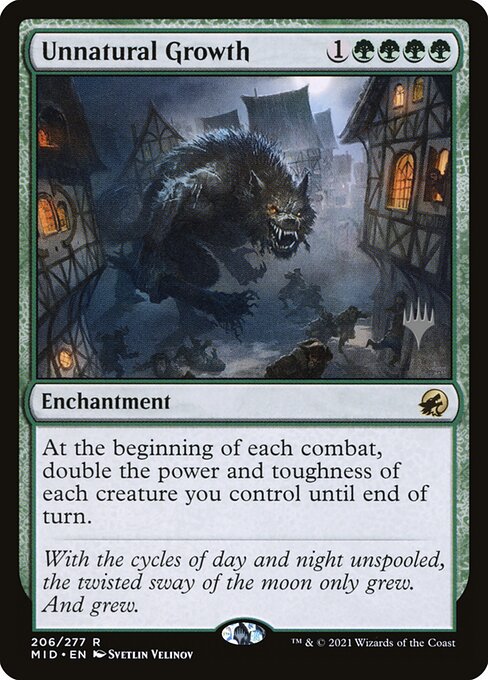 Unnatural Growth 1
Enchantment
At the beginning of each combat,
double the power and toughness of
each creature you control until end of
turn.
With the cycles of day and night unspooled,
the twisted sway of the moon only grew.
And grew.
206/277 R
MID • EN Svetlin Velinov
™ & © 2021 Wizards of the Coast